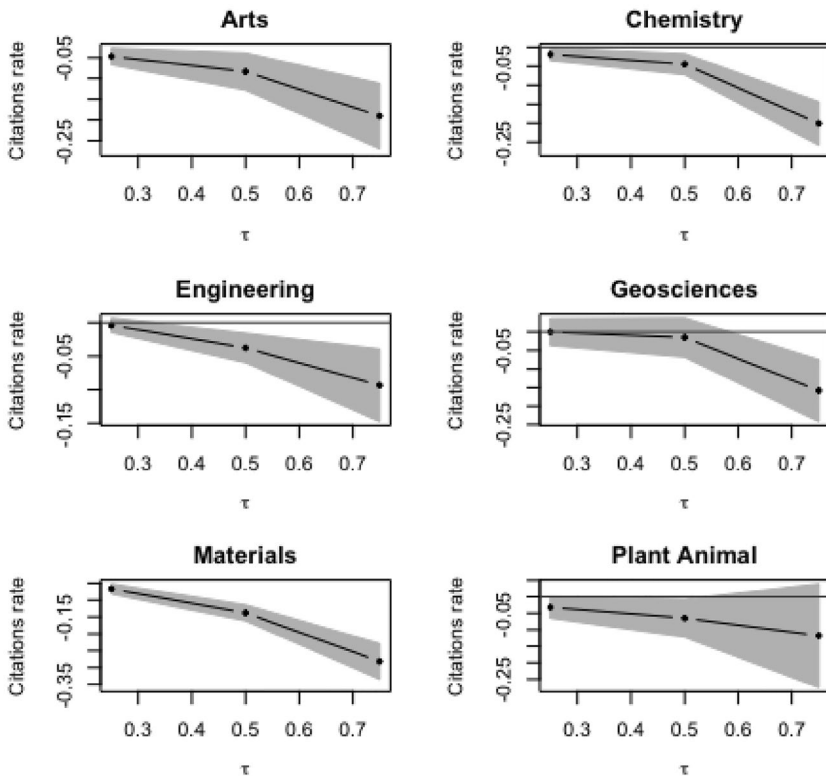 Arts
Citations rate
-0.05
-0.25
0.3 0.4 0.5 0.6 0.7
τ
Chemistry
Citations rate
-0.05
-0.25
0.3 0.4 0.5 0.6 0.7
τ
Engineering
Citations rate
-0.05
-0.15
0.3 0.4 0.5 0.6 0.7
τ
Geosciences
Citations rate
-0.05
-0.25
0.3 0.4 0.5 0.6 0.7
τ
Materials
Citations rate
-0.15
-0.35
0.3 0.4 0.5 0.6 0.7
τ
Plant Animal
Citations rate
-0.05
-0.25
0.3 0.4 0.5 0.6 0.7
τ